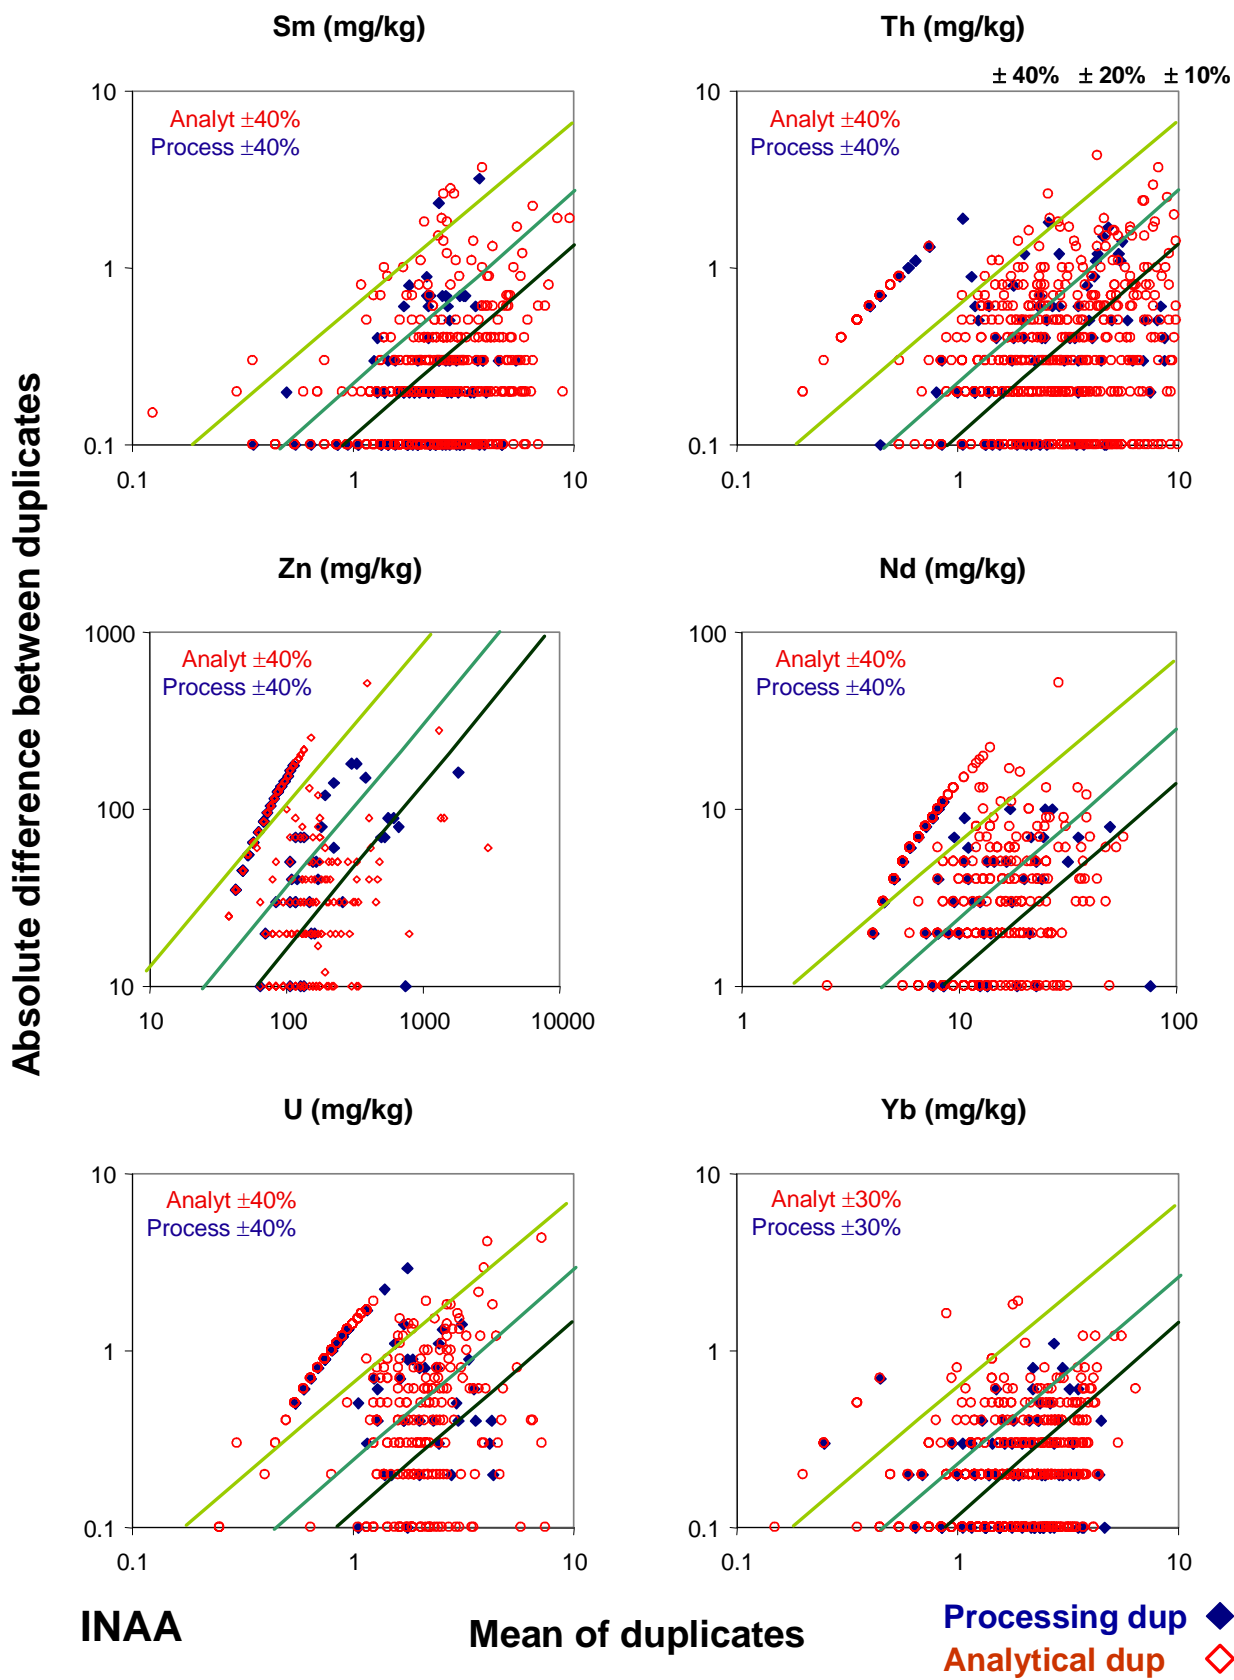 Sm (mg/kg)
Th (mg/kg)
± 40% ± 20% ± 10%
10
1
0.1
0.1 1 10
Analyt ±40%
Process ±40%
10
1
0.1
0.1 1 10
Analyt ±40%
Process ±40%
Absolute difference between duplicates
Zn (mg/kg)
1000
100
10
10 100 1000 10000
Analyt ±40%
Process ±40%
Nd (mg/kg)
100
10
1
1 10 100
Analyt ±40%
Process ±40%
U (mg/kg)
10
1
0.1
0.1 1 10
Analyt ±40%
Process ±40%
Yb (mg/kg)
10
1
0.1
0.1 1 10
Analyt ±30%
Process ±30%
INAA
Mean of duplicates
Processing dup
Analytical dup